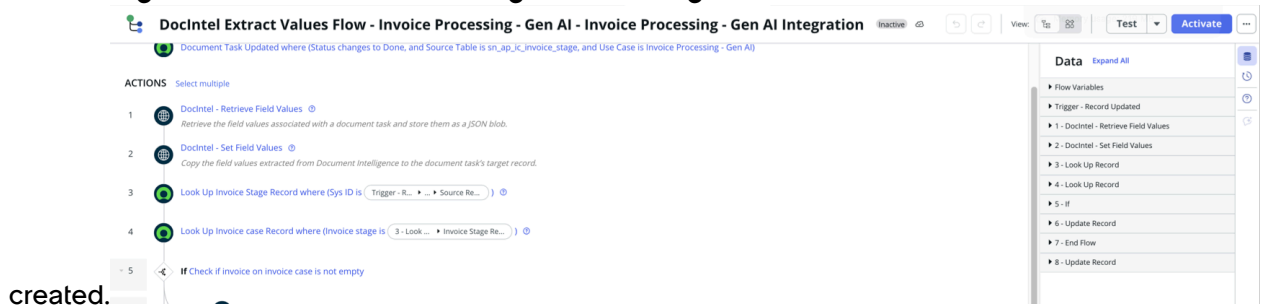 DocIntel Extract Values Flow - Invoice Processing - Gen AI - Invoice Processing - Gen AI Integration Inactive View: Test Activate
Document Task Updated where (Status changes to Done, and Source Table is sn_ap_ic_invoice_stage, and Use Case is Invoice Processing - Gen AI)
ACTIONS Select multiple
1 DocIntel - Retrieve Field Values
Retrieve the field values associated with a document task and store them as a JSON blob.
2 DocIntel - Set Field Values
Copy the field values extracted from Document Intelligence to the document task's target record.
3 Look Up Invoice Stage Record where (Sys ID is Trigger - R... ▸ ... ▸ Source Re... )
4 Look Up Invoice case Record where (Invoice stage is 3 - Look ... ▸ Invoice Stage Re... )
5 If Check if invoice on invoice case is not empty
Data Expand All
Flow Variables
Trigger - Record Updated
1 - DocIntel - Retrieve Field Values
2 - DocIntel - Set Field Values
3 - Look Up Record
4 - Look Up Record
5 - If
6 - Update Record
7 - End Flow
8 - Update Record
created.